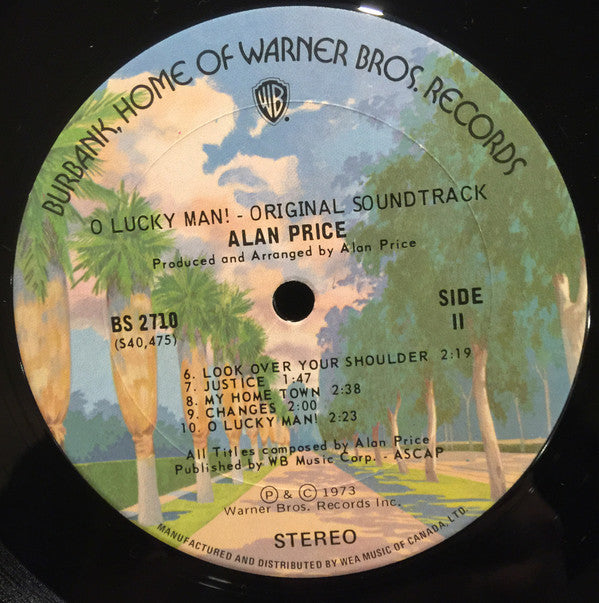 BURBANK, HOME OF WARNER BROS. RECORDS
WB
O LUCKY MAN! - ORIGINAL SOUNDTRACK
ALAN PRICE
Produced and Arranged by Alan Price
BS 2710
(S40,475)
SIDE
II
6. LOOK OVER YOUR SHOULDER 2:19
7. JUSTICE 1:47
8. MY HOME TOWN 2:38
9. CHANGES 2:00
10. O LUCKY MAN! 2:23
All Titles composed by Alan Price
Published by WB Music Corp. - ASCAP
Ⓟ & © 1973
Warner Bros. Records Inc.
STEREO
MANUFACTURED AND DISTRIBUTED BY WEA MUSIC OF CANADA, LTD.